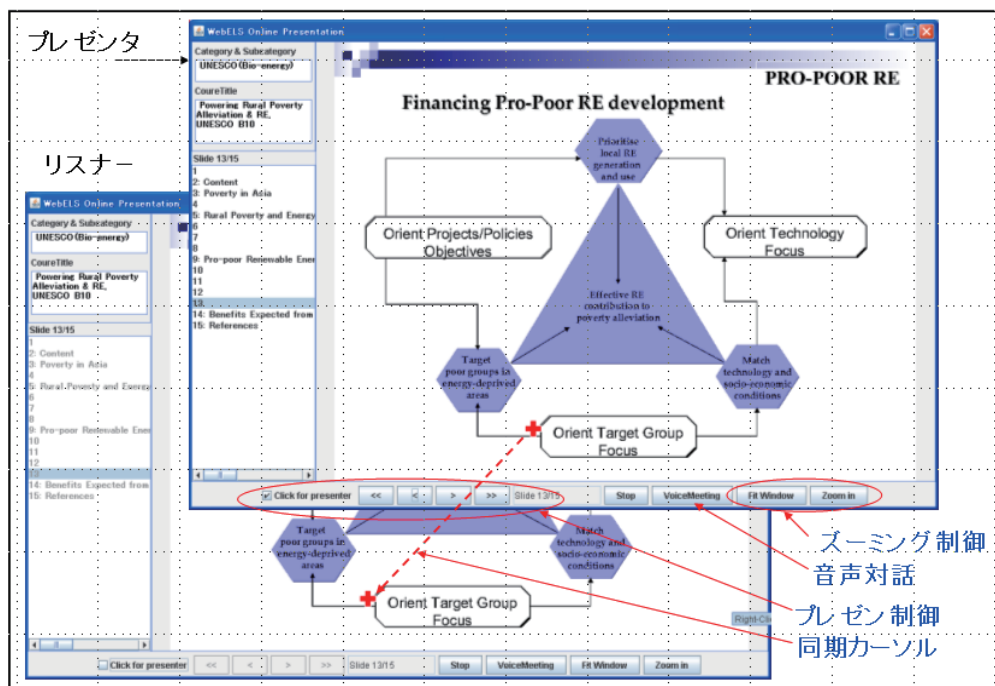 プレゼンタ
WebELS Online Presentation
Category & Subcategory
UNESCO(Bio-energy)
CoureTitle
Powering Rural Poverty
Alleviation & RE,
UNESCO B10
Slide 13/15
1
2: Content
3: Poverty in Asia
4
5: Rural Poverty and Energy
6
7
8
9: Pro-poor Renewable Ener
10
11
12
13
14: Benefits Expected from
15: References
PRO-POOR RE
Financing Pro-Poor RE development
Prioritise
local RE
generation
and use
Orient Projects/Policies
Objectives
Orient Technology
Focus
Effective RE
contribution to
poverty alleviation
Target
poor groups in
energy-deprived
areas
Match
technology and
socio-economic
conditions
Orient Target Group
Focus
Click for presenter
<<
<
>
>>
Slide 13/15
Stop
VoiceMeeting
Fit Window
Zoom in
リスナー
WebELS Online Presentation
Category & Subcategory
UNESCO(Bio-energy)
CoureTitle
Powering Rural Poverty
Alleviation & RE,
UNESCO B10
Slide 13/15
1
2: Content
3: Poverty in Asia
4
5: Rural Poverty and Energy
6
7
8
9: Pro-poor Renewable Ener
10
11
12
13
14: Benefits Expected from
15: References
Target
poor groups in
energy-deprived
areas
Match
technology and
socio-economic
conditions
Orient Target Group
Focus
Right-Cli
Click for presenter
<<
<
>
>>
Slide 13/15
Stop
VoiceMeeting
Fit Window
Zoom in
ズーミング制御
音声対話
プレゼン制御
同期カーソル